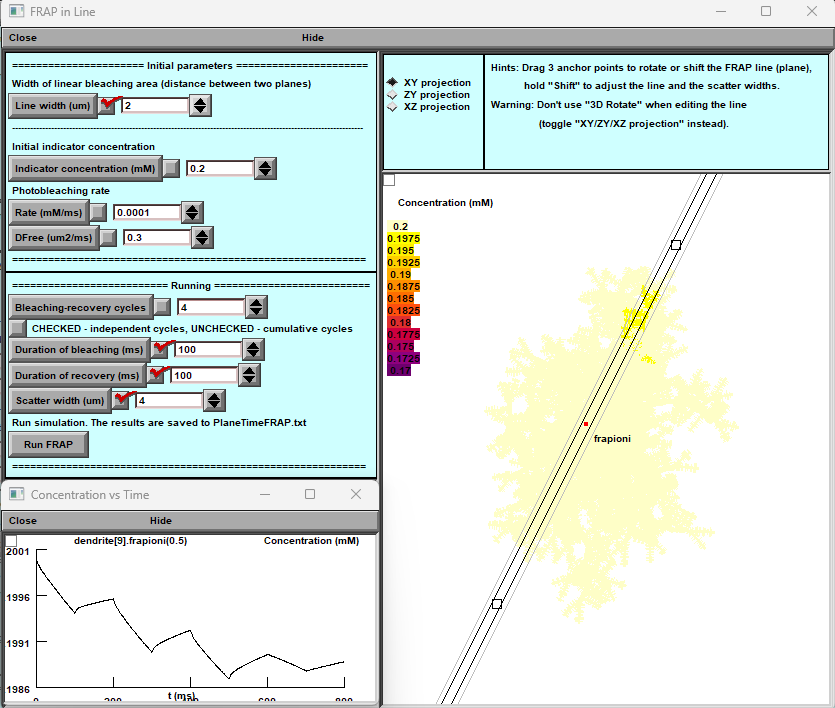 FRAP in Line
Close Hide
====================== Initial parameters ======================
Width of linear bleaching area (distance between two planes)
Line width (um) 2
Initial indicator concentration
Indicator concentration (mM) 0.2
Photobleaching rate
Rate (mM/ms) 0.0001
DFree (um2/ms) 0.3
==========================================================
========================== Running ==========================
Bleaching-recovery cycles 4
CHECKED - independent cycles, UNCHECKED - cumulative cycles
Duration of bleaching (ms) 100
Duration of recovery (ms) 100
Scatter width (um) 4
Run simulation. The results are saved to PlaneTimeFRAP.txt
Run FRAP
==========================================================
XY projection
ZY projection
XZ projection
Hints: Drag 3 anchor points to rotate or shift the FRAP line (plane),
hold "Shift" to adjust the line and the scatter widths.
Warning: Don't use "3D Rotate" when editing the line
(toggle "XY/ZY/XZ projection" instead).
Concentration (mM)
0.2
0.1975
0.195
0.1925
0.19
0.1875
0.185
0.1825
0.18
0.1775
0.175
0.1725
0.17
frapioni
Concentration vs Time
Close Hide
dendrite[9].frapioni(0.5) Concentration (mM)
2001
1996
1991
1986
t (ms)
0 200 400 600 800